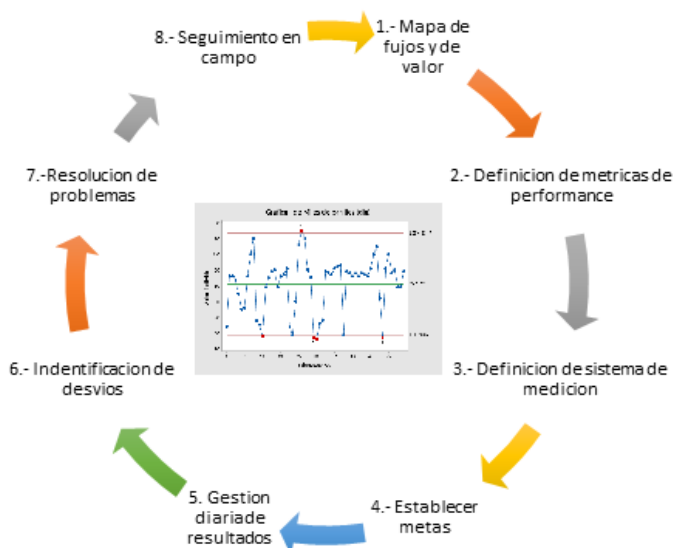 1.- Mapa de
fujos y de
valor
2.- Definicion de metricas de
performance
3.- Definicion de sistema de
medicion
4.- Establecer
metas
5. Gestion
diaria de
resultados
6.- Indentificacion de
desvios
7.-Resolucion de
problemas
8.- Seguimiento en
campo